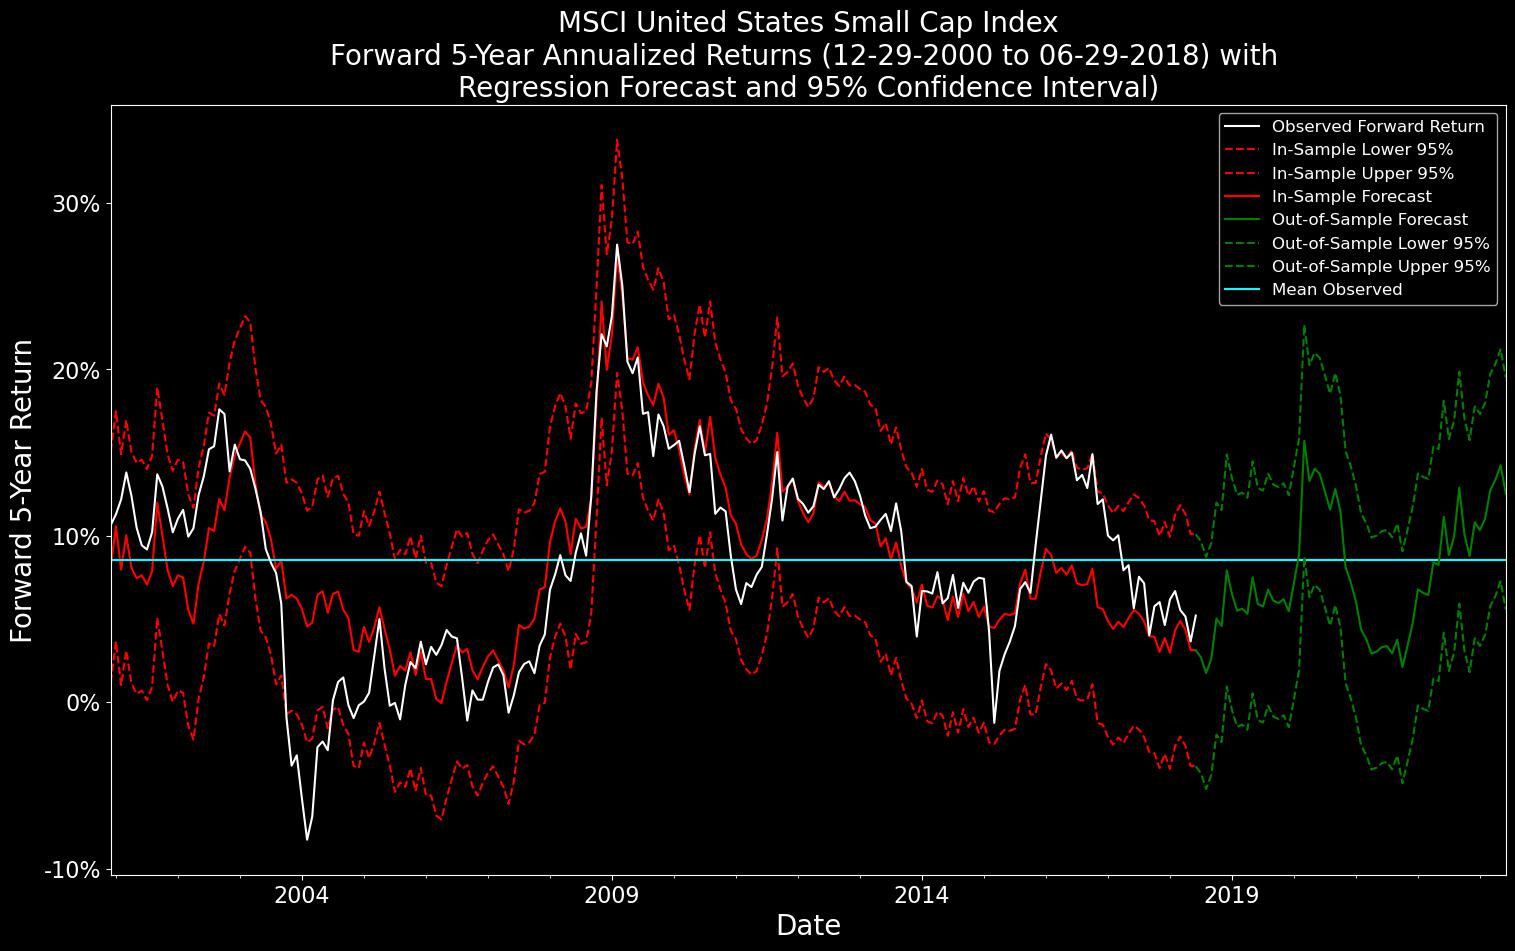 MSCI United States Small Cap Index
Forward 5-Year Annualized Returns (12-29-2000 to 06-29-2018) with
Regression Forecast and 95% Confidence Interval)
Observed Forward Return
In-Sample Lower 95%
In-Sample Upper 95%
In-Sample Forecast
Out-of-Sample Forecast
Out-of-Sample Lower 95%
Out-of-Sample Upper 95%
Mean Observed
Forward 5-Year Return
30%
20%
10%
0%
-10%
2004
2009
2014
2019
Date